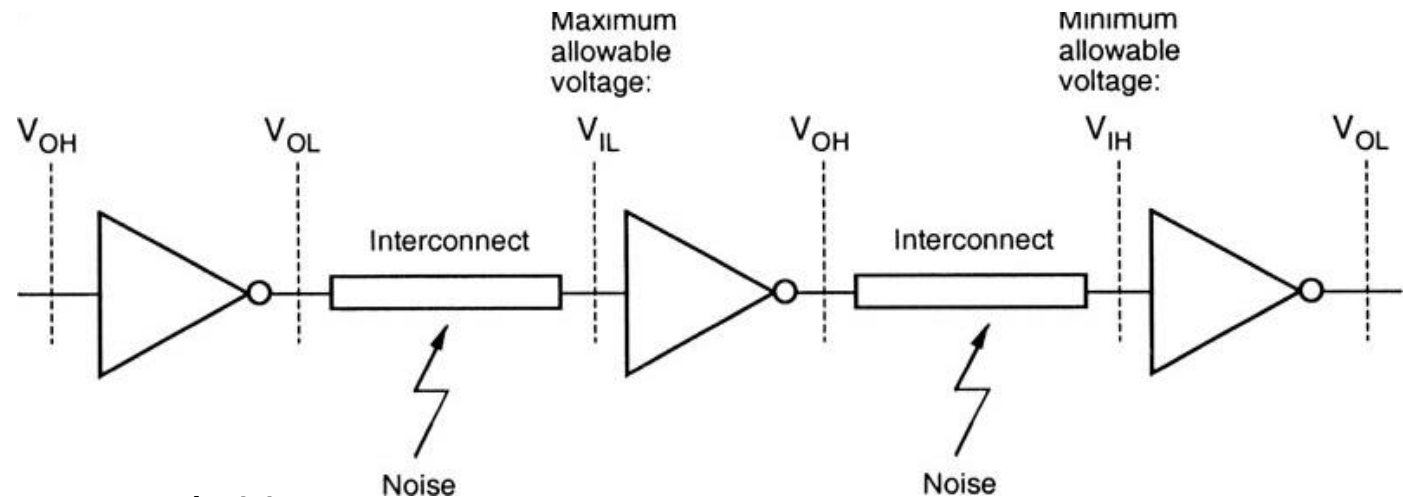 Maximum
allowable
voltage:
Minimum
allowable
voltage:
V_OH
V_OL
V_IL
V_OH
V_IH
V_OL
Interconnect
Interconnect
Noise
Noise